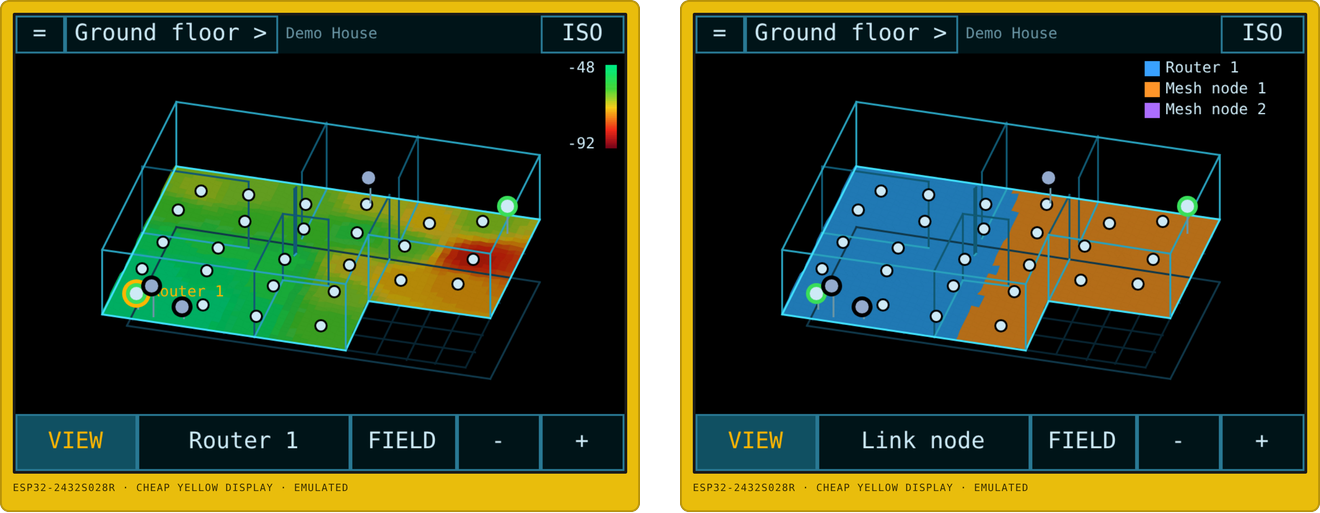 = Ground floor > Demo House ISO
-48
-92
Router 1
VIEW Router 1 FIELD - +
ESP32-2432S028R · CHEAP YELLOW DISPLAY · EMULATED
= Ground floor > Demo House ISO
Router 1
Mesh node 1
Mesh node 2
VIEW Link node FIELD - +
ESP32-2432S028R · CHEAP YELLOW DISPLAY · EMULATED